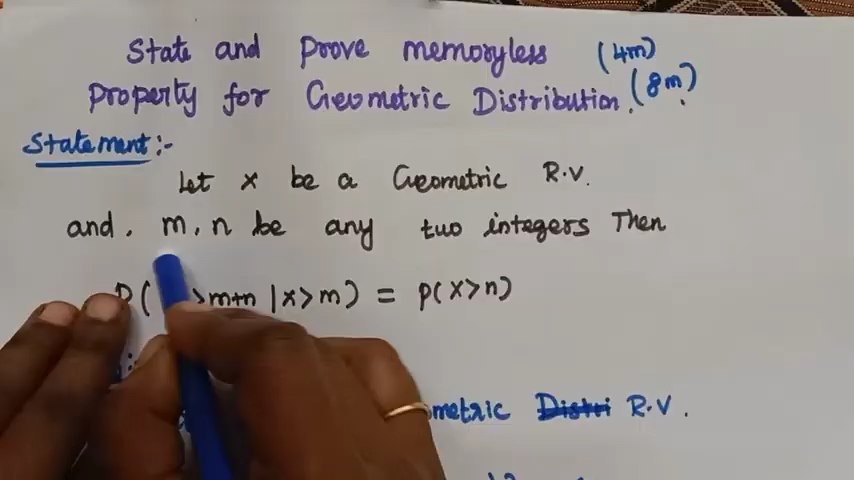 State and Prove memoryless (4m)
Property for Geometric Distribution. (8m).
Statement:-
Let x be a Geometric R.V.
and, m, n be any two integers Then
P( >m+n | x>m) = P(x>n)
metric Distri R.V.